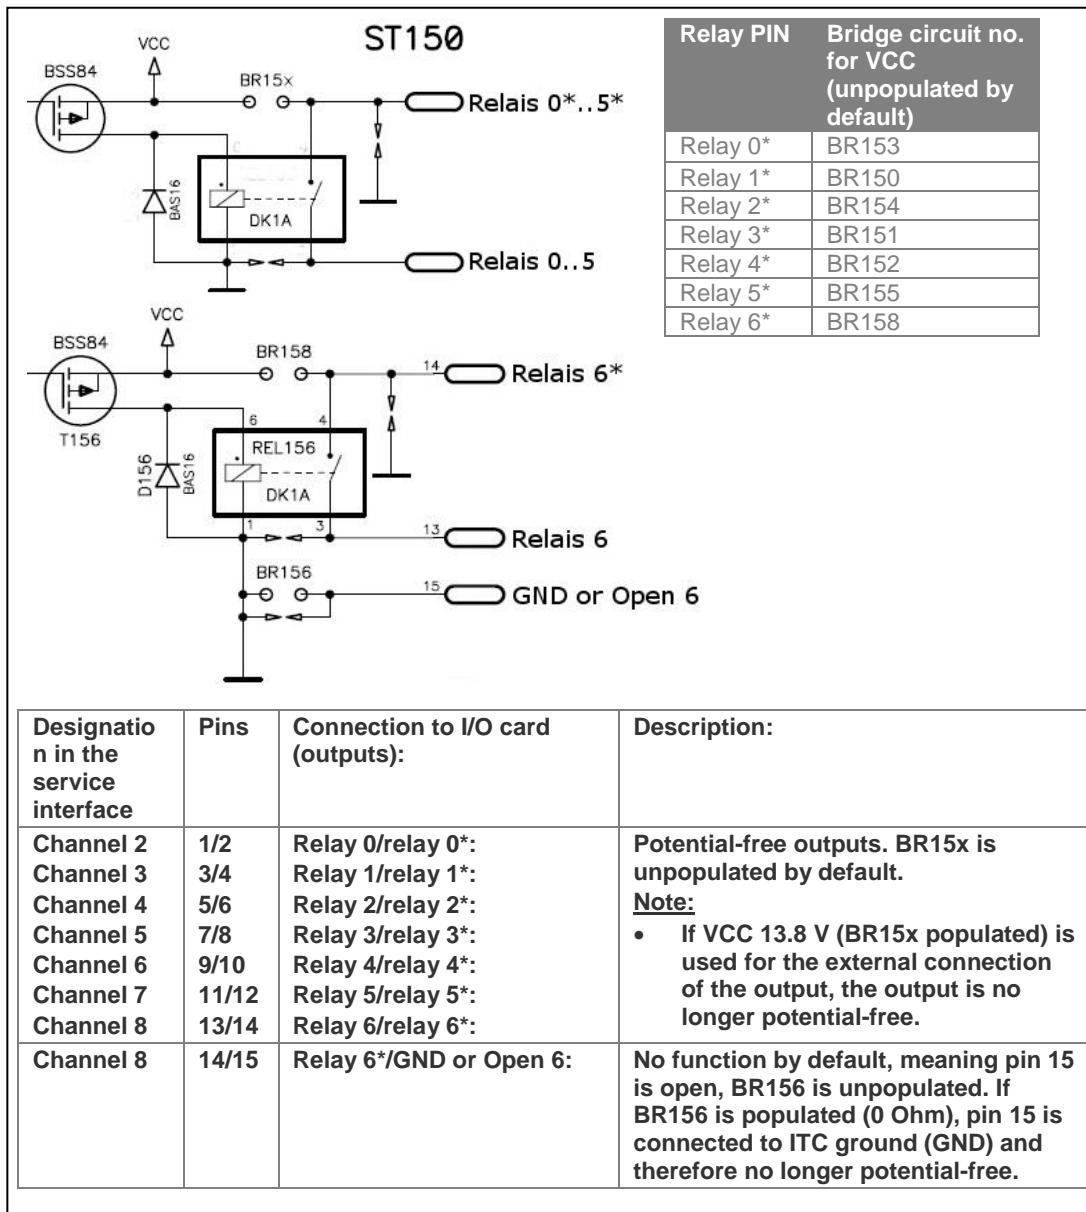 ST150
VCC
BSS84
BR15x
Relais 0*..5*
BAS16
DK1A
Relais 0..5
VCC
BSS84
BR158
14
Relais 6*
T156
6
4
REL156
D156
BAS16
DK1A
1
3
13
Relais 6
BR156
15
GND or Open 6
Relay PIN
Bridge circuit no.
for VCC
(unpopulated by
default)
Relay 0*
BR153
Relay 1*
BR150
Relay 2*
BR154
Relay 3*
BR151
Relay 4*
BR152
Relay 5*
BR155
Relay 6*
BR158
Designatio
n in the
service
interface
Pins
Connection to I/O card
(outputs):
Description:
Channel 2
1/2
Relay 0/relay 0*:
Channel 3
3/4
Relay 1/relay 1*:
Channel 4
5/6
Relay 2/relay 2*:
Channel 5
7/8
Relay 3/relay 3*:
Channel 6
9/10
Relay 4/relay 4*:
Channel 7
11/12
Relay 5/relay 5*:
Channel 8
13/14
Relay 6/relay 6*:
Potential-free outputs. BR15x is
unpopulated by default.
Note:
• If VCC 13.8 V (BR15x populated) is
used for the external connection
of the output, the output is no
longer potential-free.
Channel 8
14/15
Relay 6*/GND or Open 6:
No function by default, meaning pin 15
is open, BR156 is unpopulated. If
BR156 is populated (0 Ohm), pin 15 is
connected to ITC ground (GND) and
therefore no longer potential-free.